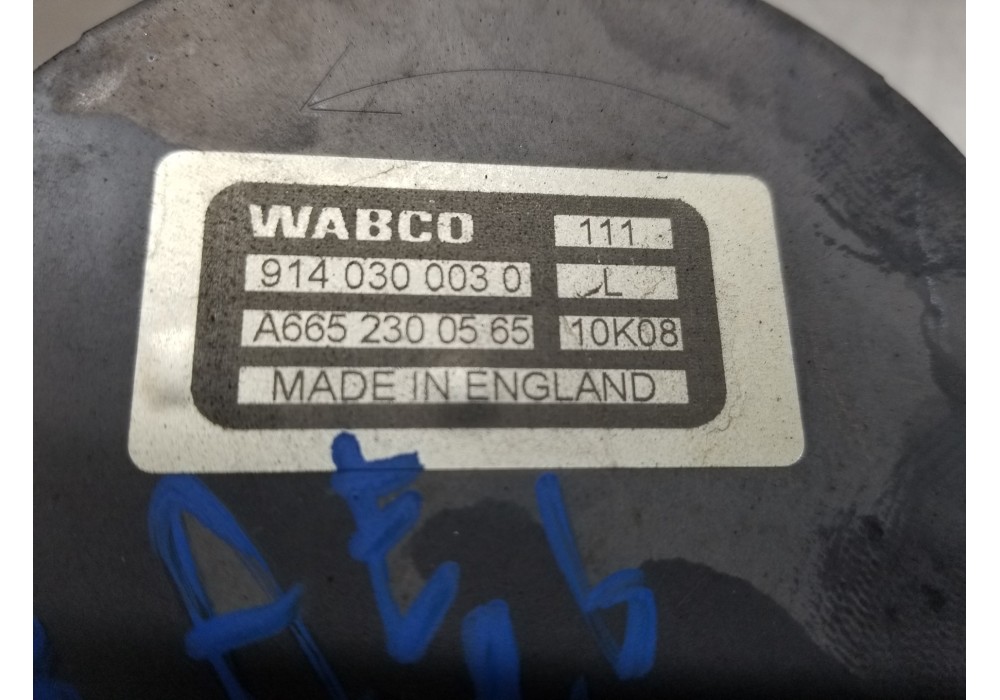 WABCO 111
914 030 003 0 L
A665 230 05 65 10K08
MADE IN ENGLAND